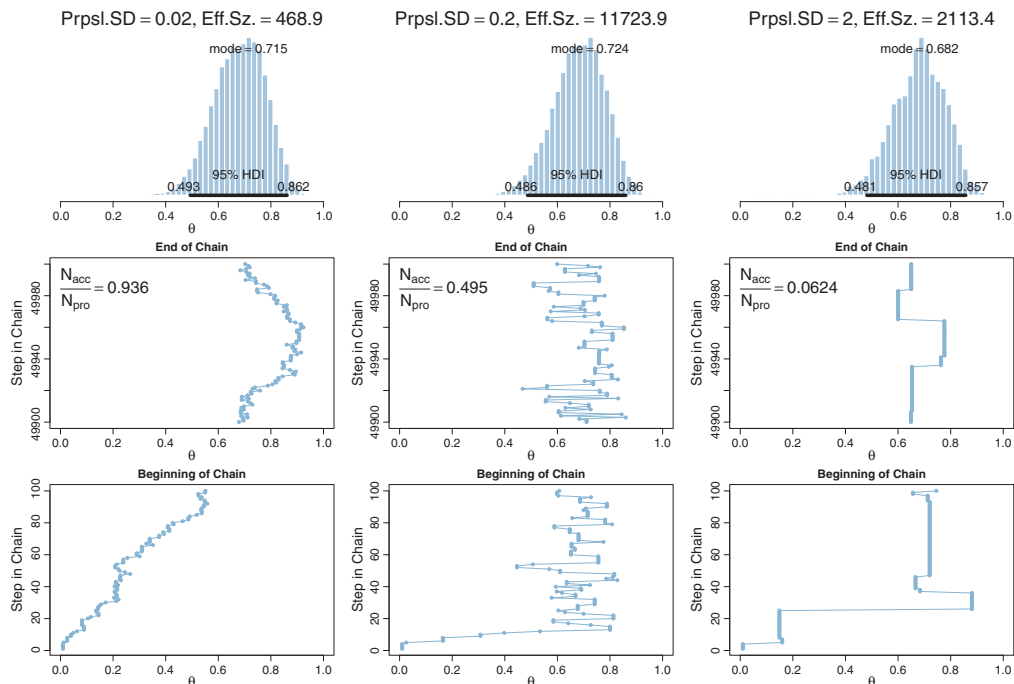 Prpsl.SD = 0.02, Eff.Sz. = 468.9
mode = 0.715
95% HDI
0.493 0.862
0.0 0.2 0.4 0.6 0.8 1.0
θ
Prpsl.SD = 0.2, Eff.Sz. = 11723.9
mode = 0.724
95% HDI
0.486 0.86
0.0 0.2 0.4 0.6 0.8 1.0
θ
Prpsl.SD = 2, Eff.Sz. = 2113.4
mode = 0.682
95% HDI
0.481 0.857
0.0 0.2 0.4 0.6 0.8 1.0
θ
End of Chain
Nacc
Npro
= 0.936
Step in Chain
49900 49940 49980
0.0 0.2 0.4 0.6 0.8 1.0
θ
End of Chain
Nacc
Npro
= 0.495
Step in Chain
49900 49940 49980
0.0 0.2 0.4 0.6 0.8 1.0
θ
End of Chain
Nacc
Npro
= 0.0624
Step in Chain
49900 49940 49980
0.0 0.2 0.4 0.6 0.8 1.0
θ
Beginning of Chain
Step in Chain
0 20 40 60 80 100
0.0 0.2 0.4 0.6 0.8 1.0
θ
Beginning of Chain
Step in Chain
0 20 40 60 80 100
0.0 0.2 0.4 0.6 0.8 1.0
θ
Beginning of Chain
Step in Chain
0 20 40 60 80 100
0.0 0.2 0.4 0.6 0.8 1.0
θ